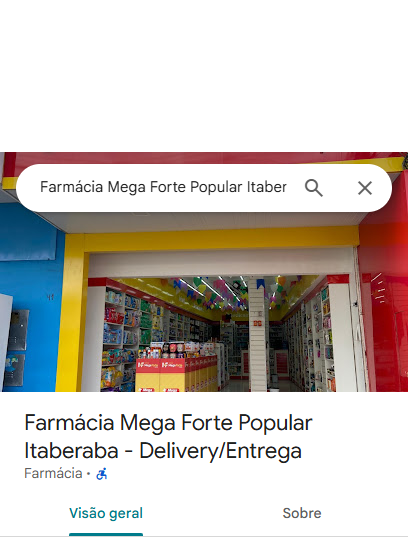 Farmácia Mega Forte Popular Itaber
Farmácia Mega Forte Popular
Itaberaba - Delivery/Entrega
Farmácia ·
Visão geral
Sobre